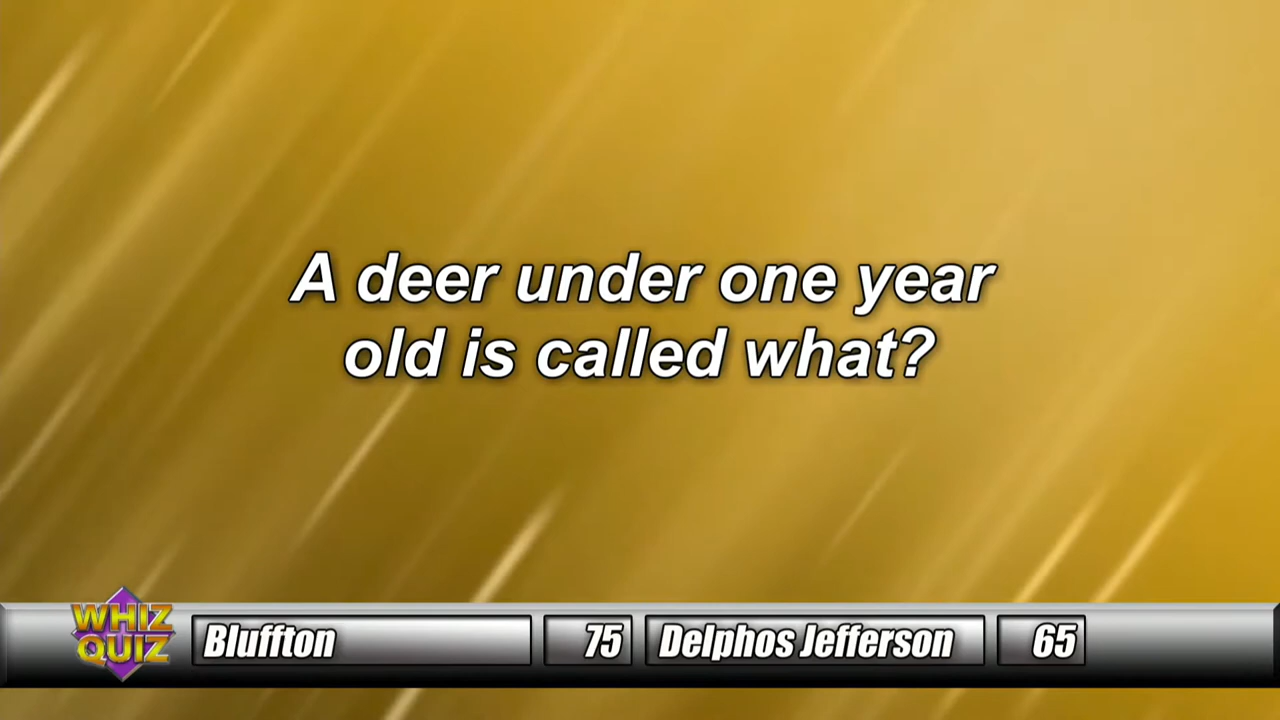 A deer under one year
old is called what?
WHIZ
QUIZ
Bluffton 75 Delphos Jefferson 65